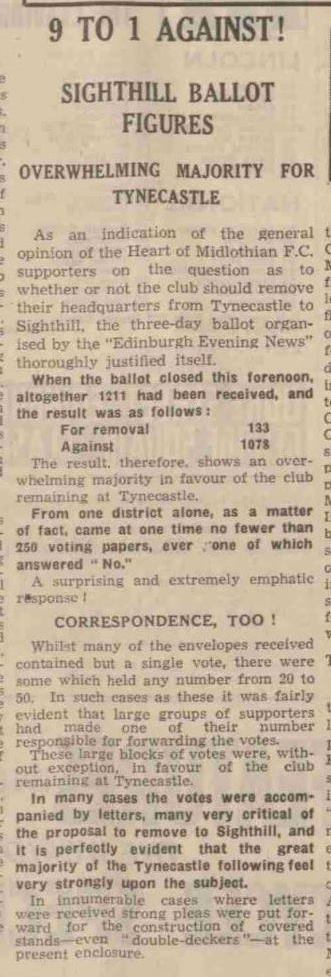 9 TO 1 AGAINST!
SIGHTHILL BALLOT
FIGURES
OVERWHELMING MAJORITY FOR
TYNECASTLE
As an indication of the general
opinion of the Heart of Midlothian F.C.
supporters on the question as to
whether or not the club should remove
their headquarters from Tynecastle to
Sighthill, the three-day ballot organ-
ised by the "Edinburgh Evening News"
thoroughly justified itself.
When the ballot closed this forenoon,
altogether 1211 had been received, and
the result was as follows:
For removal 133
Against 1078
The result, therefore, shows an over-
whelming majority in favour of the club
remaining at Tynecastle.
From one district alone, as a matter
of fact, came at one time no fewer than
250 voting papers, ever one of which
answered "No."
A surprising and extremely emphatic
response!
CORRESPONDENCE, TOO!
Whilst many of the envelopes received
contained but a single vote, there were
some which held any number from 20 to
50. In such cases as these it was fairly
evident that large groups of supporters
had made one of their number
responsible for forwarding the votes.
These large blocks of votes were, with-
out exception, in favour of the club
remaining at Tynecastle.
In many cases the votes were accom-
panied by letters, many very critical of
the proposal to remove to Sighthill, and
it is perfectly evident that the great
majority of the Tynecastle following feel
very strongly upon the subject.
In innumerable cases where letters
were received strong pleas were put for-
ward for the construction of covered
stands—even "double-deckers"—at the
present enclosure.